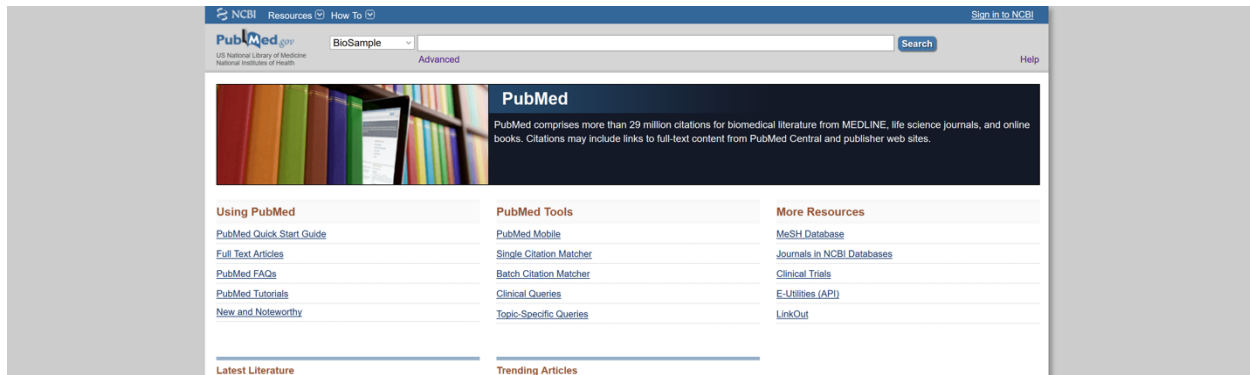 NCBI Resources How To Sign in to NCBI
PubMed.gov
US National Library of Medicine
National Institutes of Health
BioSample
Search
Advanced
Help
PubMed
PubMed comprises more than 29 million citations for biomedical literature from MEDLINE, life science journals, and online
books. Citations may include links to full-text content from PubMed Central and publisher web sites.
Using PubMed
PubMed Quick Start Guide
Full Text Articles
PubMed FAQs
PubMed Tutorials
New and Noteworthy
PubMed Tools
PubMed Mobile
Single Citation Matcher
Batch Citation Matcher
Clinical Queries
Topic-Specific Queries
More Resources
MeSH Database
Journals in NCBI Databases
Clinical Trials
E-Utilities (API)
LinkOut
Latest Literature
Trending Articles